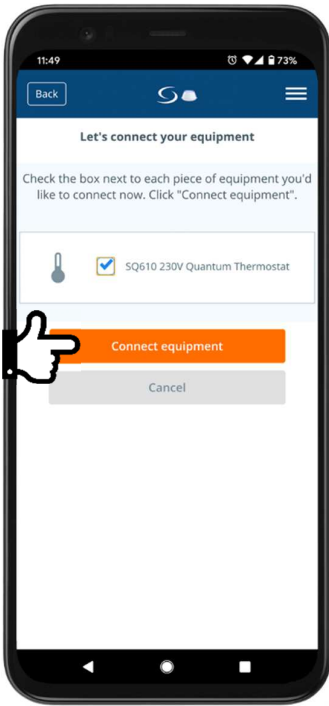 11:49
73%
Back
Let's connect your equipment
Check the box next to each piece of equipment you'd
like to connect now. Click "Connect equipment".
SQ610 230V Quantum Thermostat
Connect equipment
Cancel